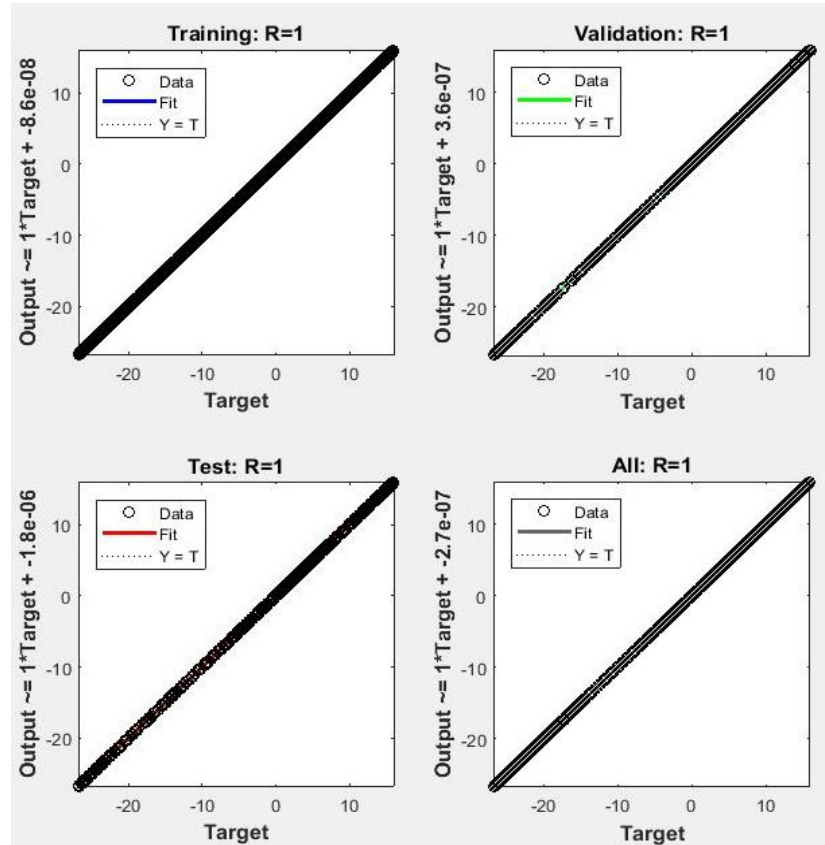 Training: R=1
Output ~= 1*Target + -8.6e-08
Data
Fit
Y = T
10
0
-10
-20
-20
-10
0
10
Target
Validation: R=1
Output ~= 1*Target + 3.6e-07
Data
Fit
Y = T
10
0
-10
-20
-20
-10
0
10
Target
Test: R=1
Output ~= 1*Target + -1.8e-06
Data
Fit
Y = T
10
0
-10
-20
-20
-10
0
10
Target
All: R=1
Output ~= 1*Target + -2.7e-07
Data
Fit
Y = T
10
0
-10
-20
-20
-10
0
10
Target